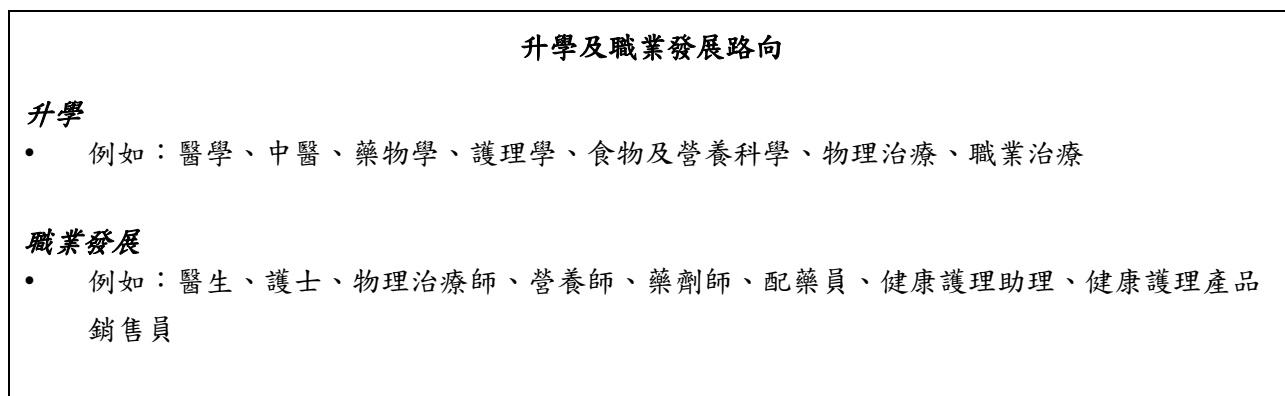 升學及職業發展路向
升學
• 例如：醫學、中醫、藥物學、護理學、食物及營養科學、物理治療、職業治療
職業發展
• 例如：醫生、護士、物理治療師、營養師、藥劑師、配藥員、健康護理助理、健康護理產品
銷售員